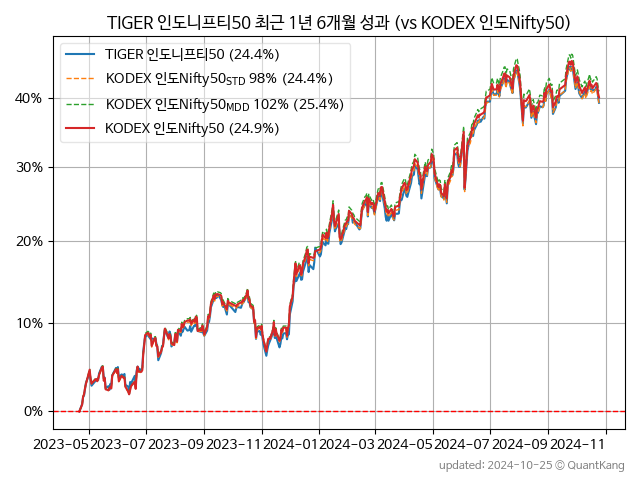 TIGER 인도니프티50 최근 1년 6개월 성과 (vs KODEX 인도Nifty50)
TIGER 인도니프티50 (24.4%)
KODEX 인도Nifty50STD 98% (24.4%)
KODEX 인도Nifty50MDD 102% (25.4%)
KODEX 인도Nifty50 (24.9%)
40%
30%
20%
10%
0%
2023-05 2023-07 2023-09 2023-11 2024-01 2024-03 2024-05 2024-07 2024-09 2024-11
updated: 2024-10-25 © QuantKang